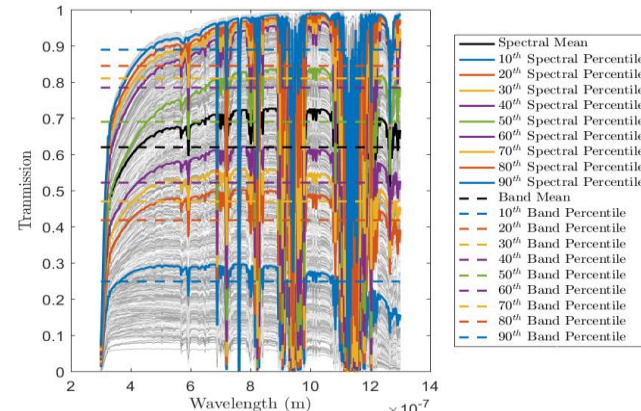 1
0.9
0.8
0.7
0.6
0.5
0.4
0.3
0.2
0.1
0
2 4 6 8 10 12 14
×10⁻⁷
Tranmission
Wavelength (m)
Spectral Mean
10th Spectral Percentile
20th Spectral Percentile
30th Spectral Percentile
40th Spectral Percentile
50th Spectral Percentile
60th Spectral Percentile
70th Spectral Percentile
80th Spectral Percentile
90th Spectral Percentile
Band Mean
10th Band Percentile
20th Band Percentile
30th Band Percentile
40th Band Percentile
50th Band Percentile
60th Band Percentile
70th Band Percentile
80th Band Percentile
90th Band Percentile